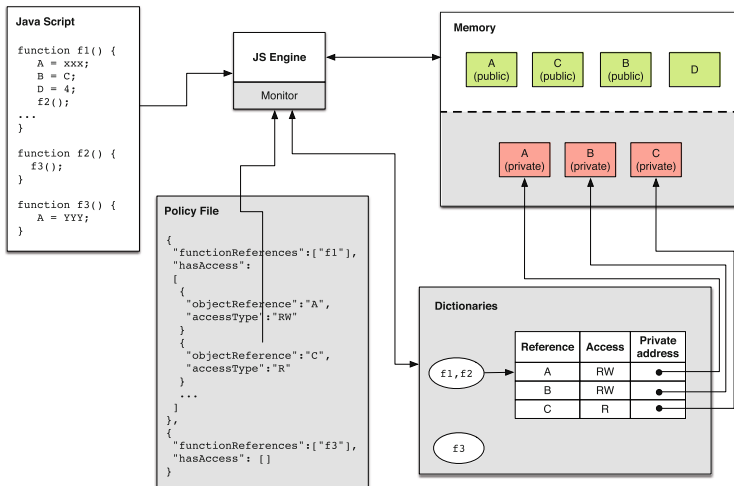 Java Script
function f1() {
A = xxx;
B = C;
D = 4;
f2();
...
}
function f2() {
f3();
}
function f3() {
A = YYY;
}
JS Engine
Monitor
Memory
A
(public)
C
(public)
B
(public)
D
A
(private)
B
(private)
C
(private)
Policy File
{
"functionReferences":["f1"],
"hasAccess":
[
{
"objectReference":"A",
"accessType":"RW"
}
{
"objectReference":"C",
"accessType":"R"
}
...
]
},
{
"functionReferences":["f3"],
"hasAccess": []
}
Dictionaries
f1,f2
f3
Reference Access Private address
A RW
B RW
C R